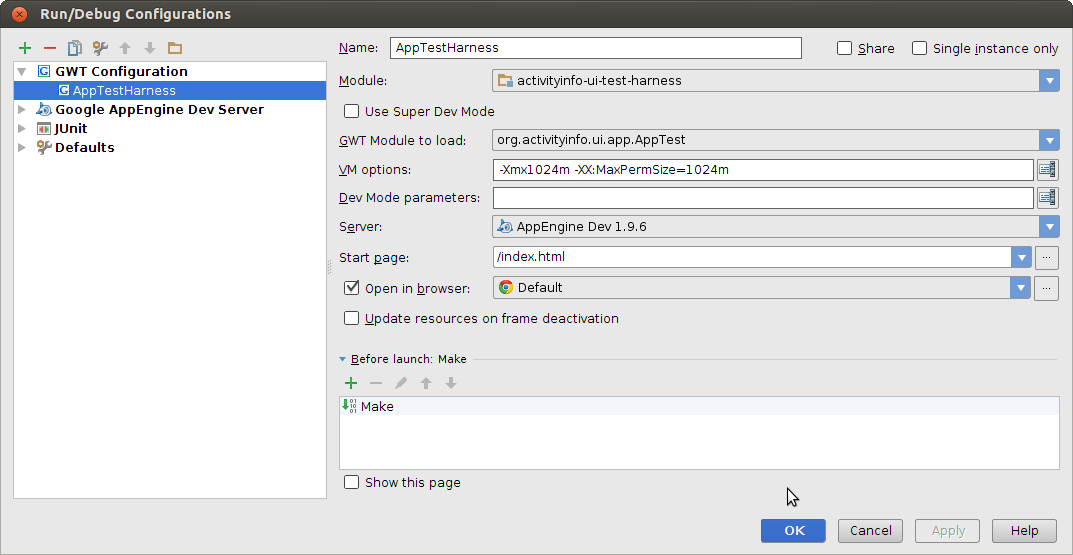 Run/Debug Configurations
Name: AppTestHarness Share Single instance only
GWT Configuration
AppTestHarness
Google AppEngine Dev Server
JUnit
Defaults
Module: activityinfo-ui-test-harness
Use Super Dev Mode
GWT Module to load: org.activityinfo.ui.app.AppTest
VM options: -Xmx1024m -XX:MaxPermSize=1024m
Dev Mode parameters:
Server: AppEngine Dev 1.9.6
Start page: /index.html ...
Open in browser: Default ...
Update resources on frame deactivation
Before launch: Make
Make
Show this page
OK Cancel Apply Help